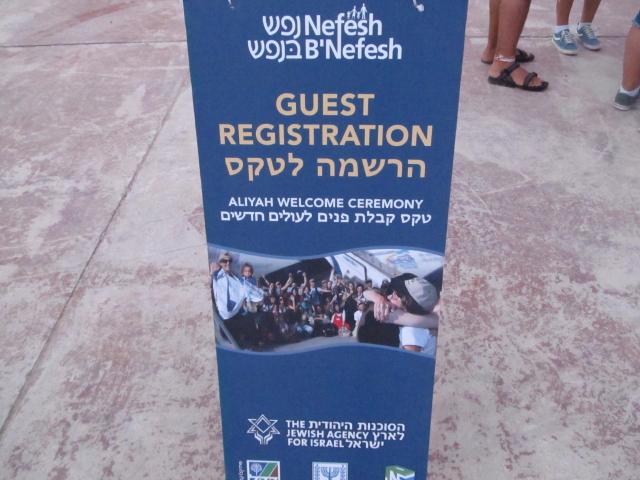 נפש Nefesh
בנפש B'Nefesh
GUEST
REGISTRATION
הרשמה לטקס
ALIYAH WELCOME CEREMONY
טקס קבלת פנים לעולים חדשים
THE הסוכנות היהודית
JEWISH AGENCY לארץ
FOR ISRAEL ישראל